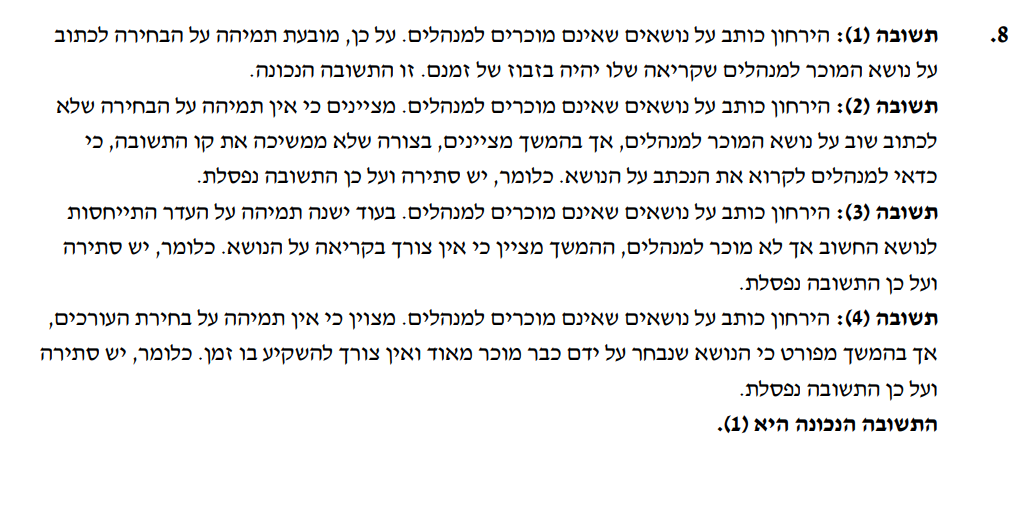 8. תשובה (1): הירחון כותב על נושאים שאינם מוכרים למנהלים. על כן, מובעת תמיהה על הבחירה לכתוב
על נושא המוכר למנהלים שקריאה שלו יהיה בזבוז של זמנם. זו התשובה הנכונה.
תשובה (2): הירחון כותב על נושאים שאינם מוכרים למנהלים. מציינים כי אין תמיהה על הבחירה שלא
לכתוב שוב על נושא המוכר למנהלים, אך בהמשך מציינים, בצורה שלא ממשיכה את קו התשובה, כי
כדאי למנהלים לקרוא את הנכתב על הנושא. כלומר, יש סתירה ועל כן התשובה נפסלת.
תשובה (3): הירחון כותב על נושאים שאינם מוכרים למנהלים. בעוד ישנה תמיהה על העדר התייחסות
לנושא החשוב אך לא מוכר למנהלים, ההמשך מציין כי אין צורך בקריאה על הנושא. כלומר, יש סתירה
ועל כן התשובה נפסלת.
תשובה (4): הירחון כותב על נושאים שאינם מוכרים למנהלים. מצוין כי אין תמיהה על בחירת העורכים,
אך בהמשך מפורט כי הנושא שנבחר על ידם כבר מוכר מאוד ואין צורך להשקיע בו זמן. כלומר, יש סתירה
ועל כן התשובה נפסלת.
התשובה הנכונה היא (1).